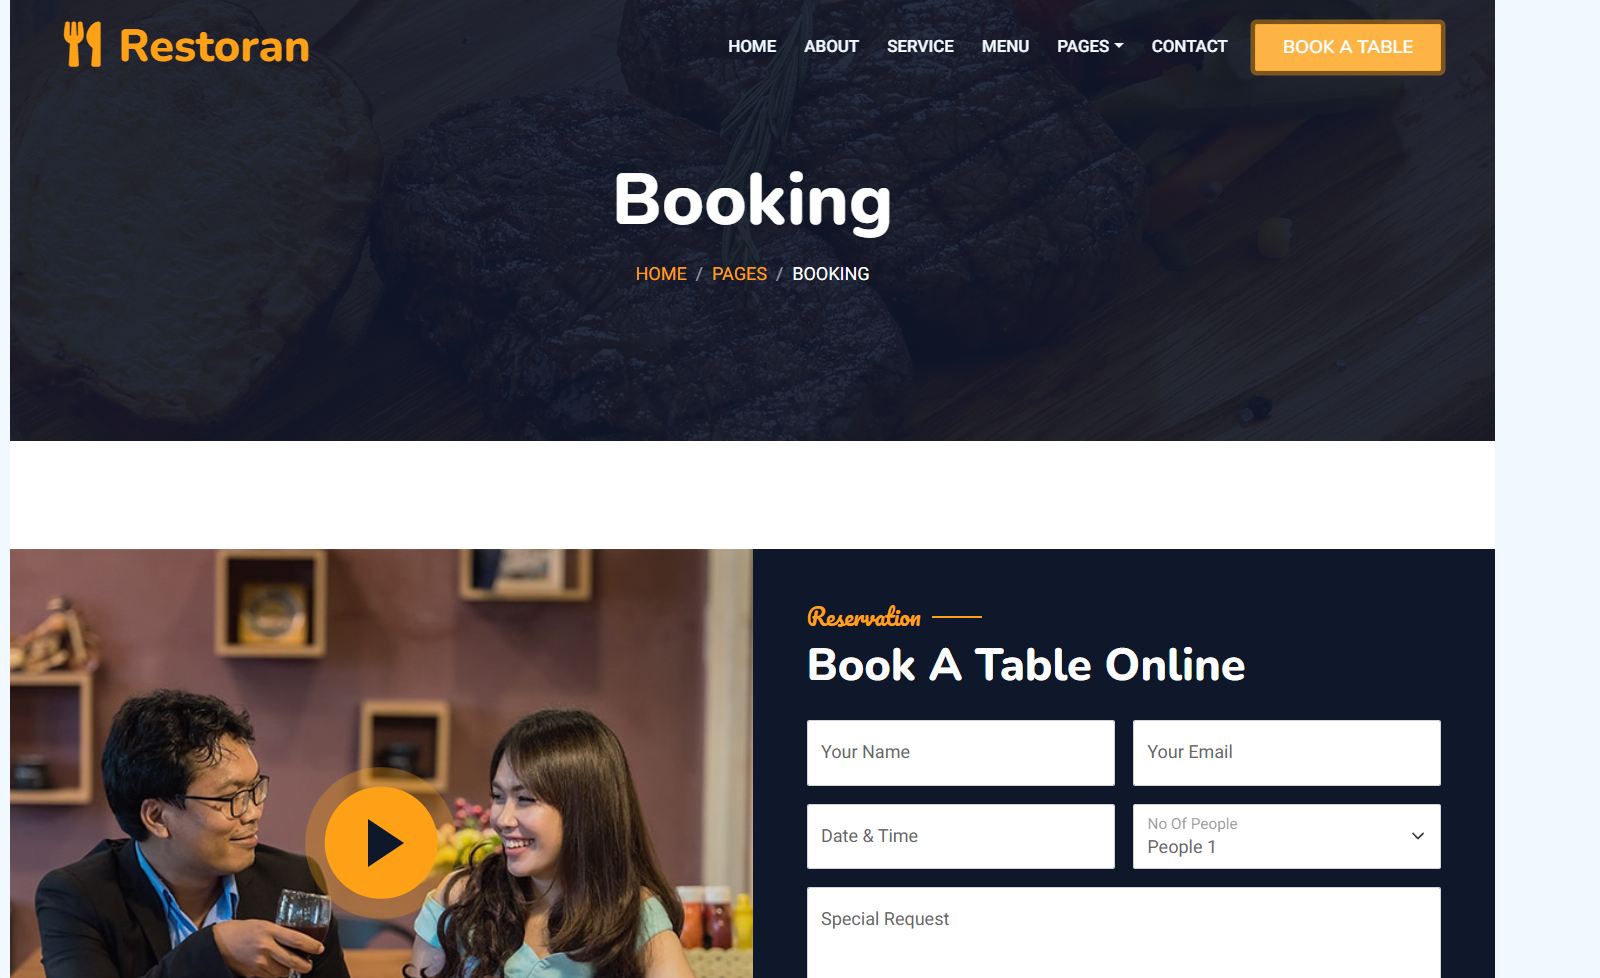 Restoran
HOME ABOUT SERVICE MENU PAGES CONTACT BOOK A TABLE
Booking
HOME / PAGES / BOOKING
Reservation
Book A Table Online
Your Name
Your Email
Date & Time
No Of People
People 1
Special Request